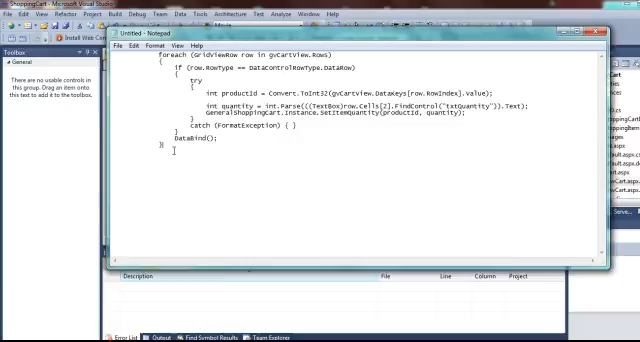 ShoppingCart - Microsoft Visual Studio
File Edit View Refactor Project Build Debug Team Data Tools Architecture Test Analyze Window Help
Install Web Com
Toolbox
General
There are no usable controls in
this group. Drag an item onto
this text to add it to the toolbox.
Untitled - Notepad
File Edit Format View Help
foreach (GridViewRow row in gvCartView.Rows)
{
if (row.RowType == DataControlRowType.DataRow)
{
try
{
int productId = Convert.ToInt32(gvCartview.DataKeys[row.RowIndex].value);
int quantity = int.Parse(((TextBox)row.Cells[2].FindControl("txtQuantity")).Text);
GeneralShoppingCart.Instance.SetItemQuantity(productId, quantity);
}
catch (FormatException) { }
}
DataBind();
}
Description File Line Column Project
Error List Output Find Symbol Results Team Explorer